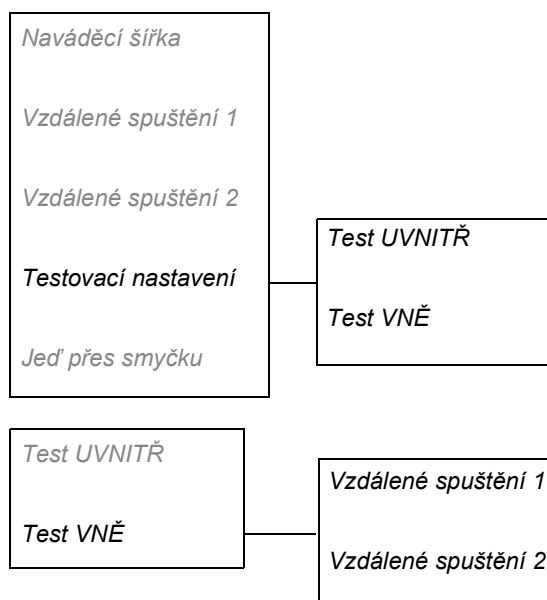 Naváděcí šířka
Vzdálené spuštění 1
Vzdálené spuštění 2
Testovací nastavení
Jeď přes smyčku
Test UVNITŘ
Test VNĚ
Test UVNITŘ
Test VNĚ
Vzdálené spuštění 1
Vzdálené spuštění 2